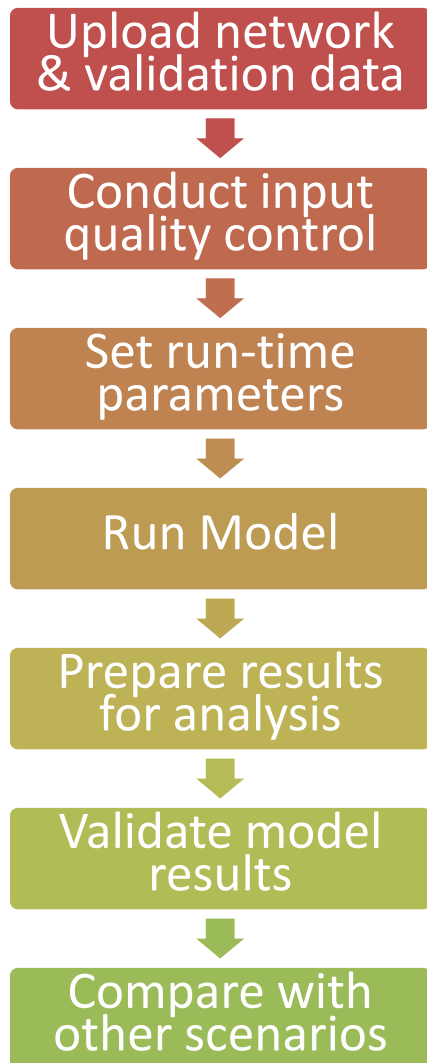 Upload network
& validation data
Conduct input
quality control
Set run-time
parameters
Run Model
Prepare results
for analysis
Validate model
results
Compare with
other scenarios